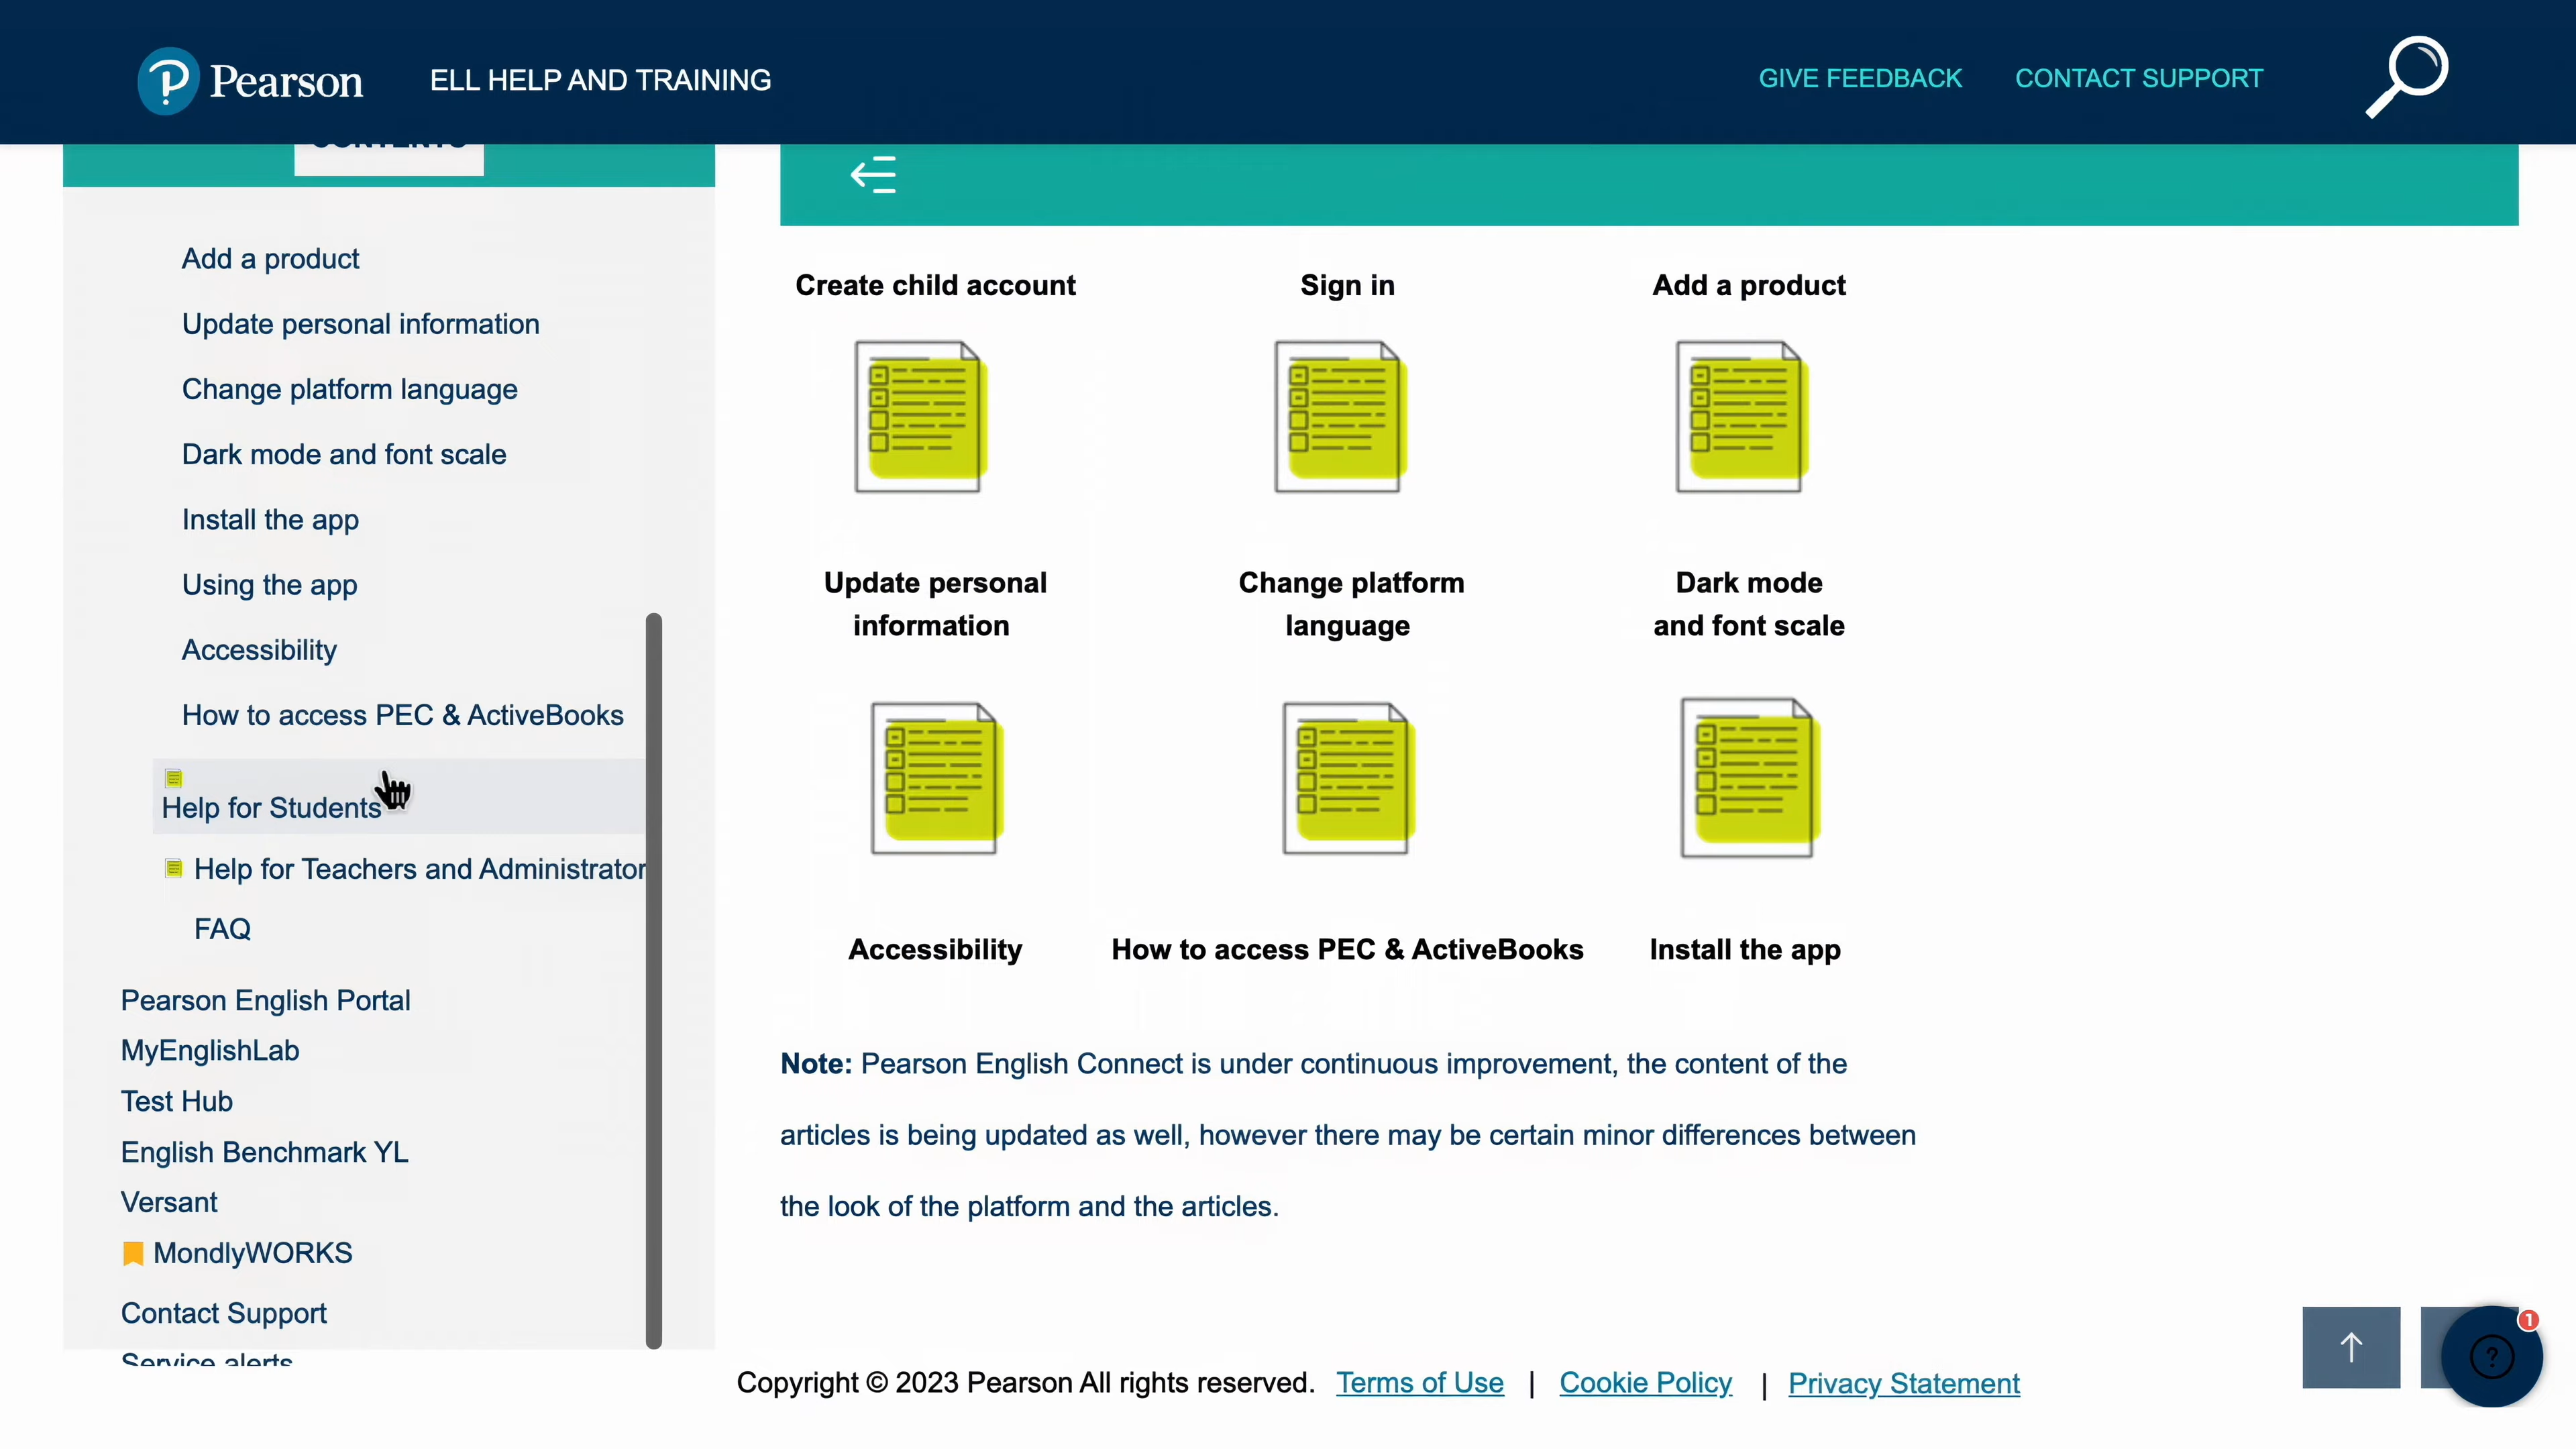 Pearson
ELL HELP AND TRAINING
GIVE FEEDBACK
CONTACT SUPPORT
CONTENTS
Add a product
Update personal information
Change platform language
Dark mode and font scale
Install the app
Using the app
Accessibility
How to access PEC & ActiveBooks
Help for Students
Help for Teachers and Administrator
FAQ
Pearson English Portal
MyEnglishLab
Test Hub
English Benchmark YL
Versant
MondlyWORKS
Contact Support
Service alerts
Create child account
Sign in
Add a product
Update personal
information
Change platform
language
Dark mode
and font scale
Accessibility
How to access PEC & ActiveBooks
Install the app
Note: Pearson English Connect is under continuous improvement, the content of the
articles is being updated as well, however there may be certain minor differences between
the look of the platform and the articles.
1
?
Copyright © 2023 Pearson All rights reserved. Terms of Use | Cookie Policy | Privacy Statement